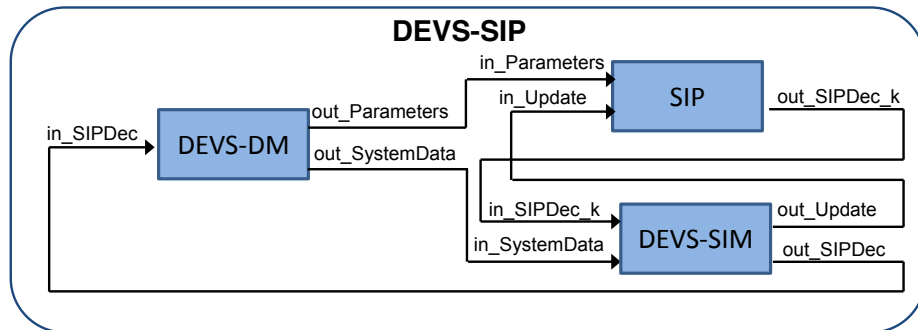 DEVS-SIP
in_Parameters
SIP
in_Update
out_SIPDec_k
out_Parameters
in_SIPDec
DEVS-DM
out_SystemData
in_SIPDec_k
out_Update
DEVS-SIM
in_SystemData
out_SIPDec